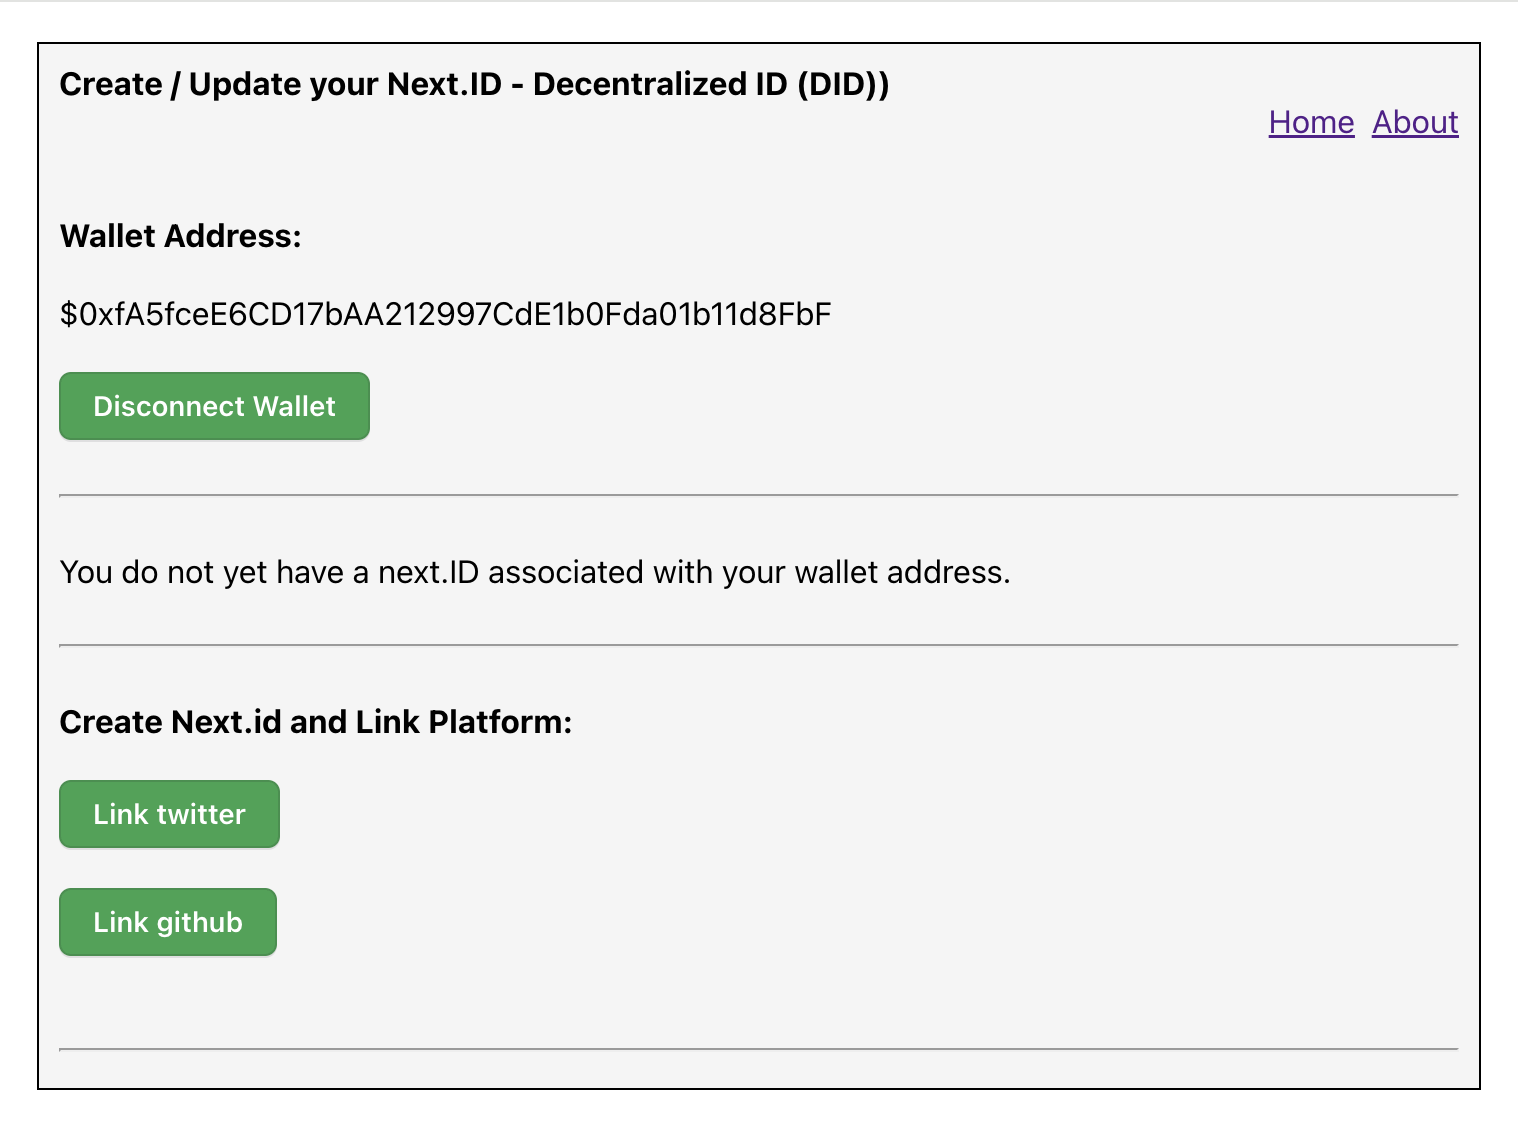 Create / Update your Next.ID - Decentralized ID (DID))
Home About
Wallet Address:
$0xfA5fceE6CD17bAA212997CdE1b0Fda01b11d8FbF
Disconnect Wallet
You do not yet have a next.ID associated with your wallet address.
Create Next.id and Link Platform:
Link twitter
Link github